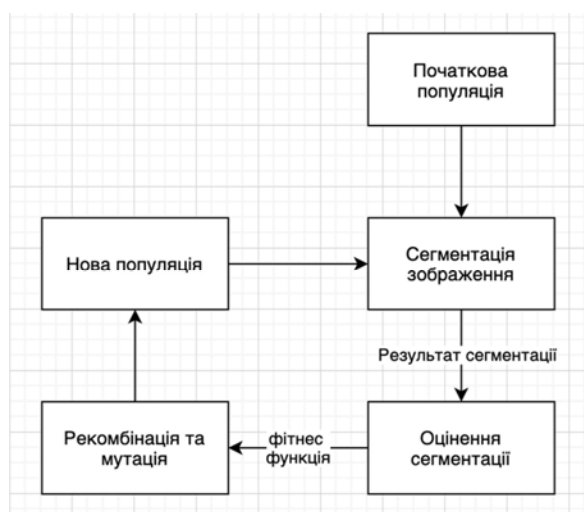 Початкова
популяція
Нова популяція
Сегментація
зображення
Результат сегментації
Рекомбінація та
мутація
фітнес
функція
Оцінення
сегментації